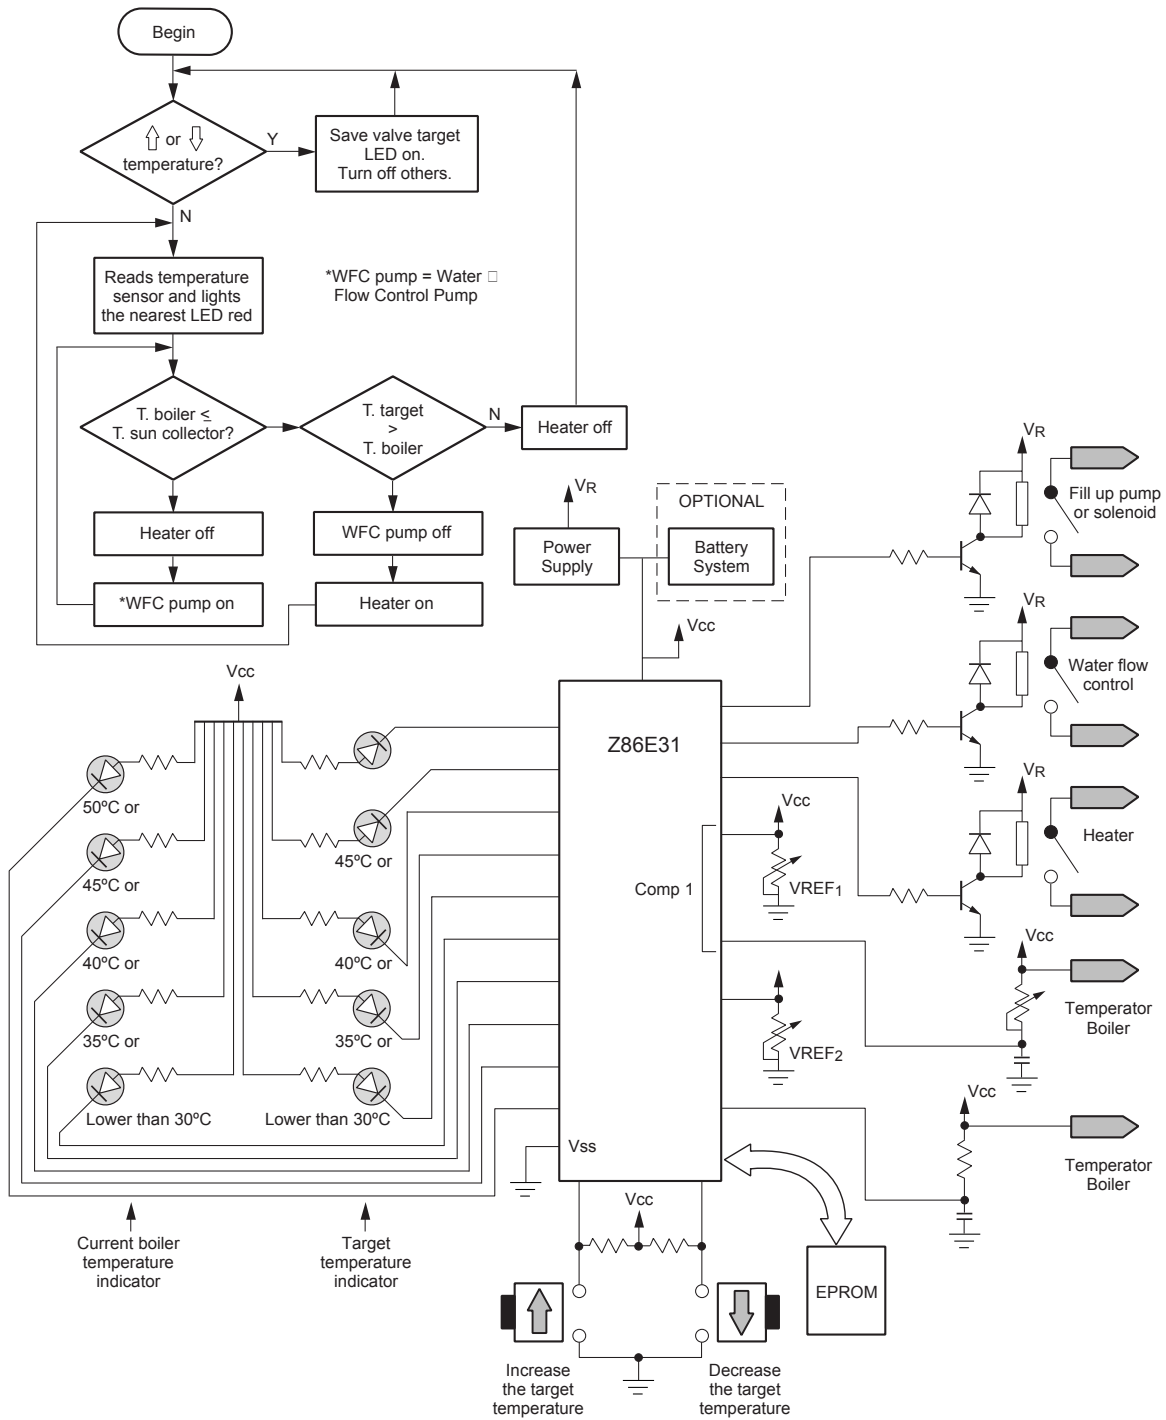 Begin
or
temperature?
Y
Save valve target
LED on.
Turn off others.
N
Reads temperature
sensor and lights
the nearest LED red
*WFC pump = Water □
Flow Control Pump
T. boiler ≤
T. sun collector?
T. target
>
T. boiler
N
Heater off
Heater off
WFC pump off
*WFC pump on
Heater on
VR
OPTIONAL
Power
Supply
Battery
System
Vcc
VR
Fill up pump
or solenoid
VR
Water flow
control
VR
Heater
Vcc
50ºC or
45ºC or
40ºC or
35ºC or
Lower than 30ºC
45ºC or
40ºC or
35ºC or
Lower than 30ºC
Z86E31
Comp 1
Vss
Vcc
VREF1
VREF2
Vcc
Temperator
Boiler
Vcc
Temperator
Boiler
Current boiler
temperature
indicator
Target
temperature
indicator
Vcc
EPROM
Increase
the target
temperature
Decrease
the target
temperature